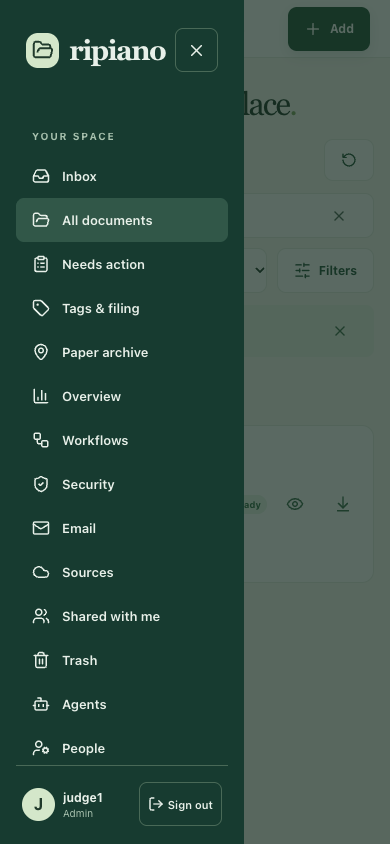 ripiano
Add
lace.
YOUR SPACE
Inbox
All documents
Needs action
Filters
Tags & filing
Paper archive
Overview
Workflows
Security
ady
Email
Sources
Shared with me
Trash
Agents
People
J
judge1
Admin
Sign out